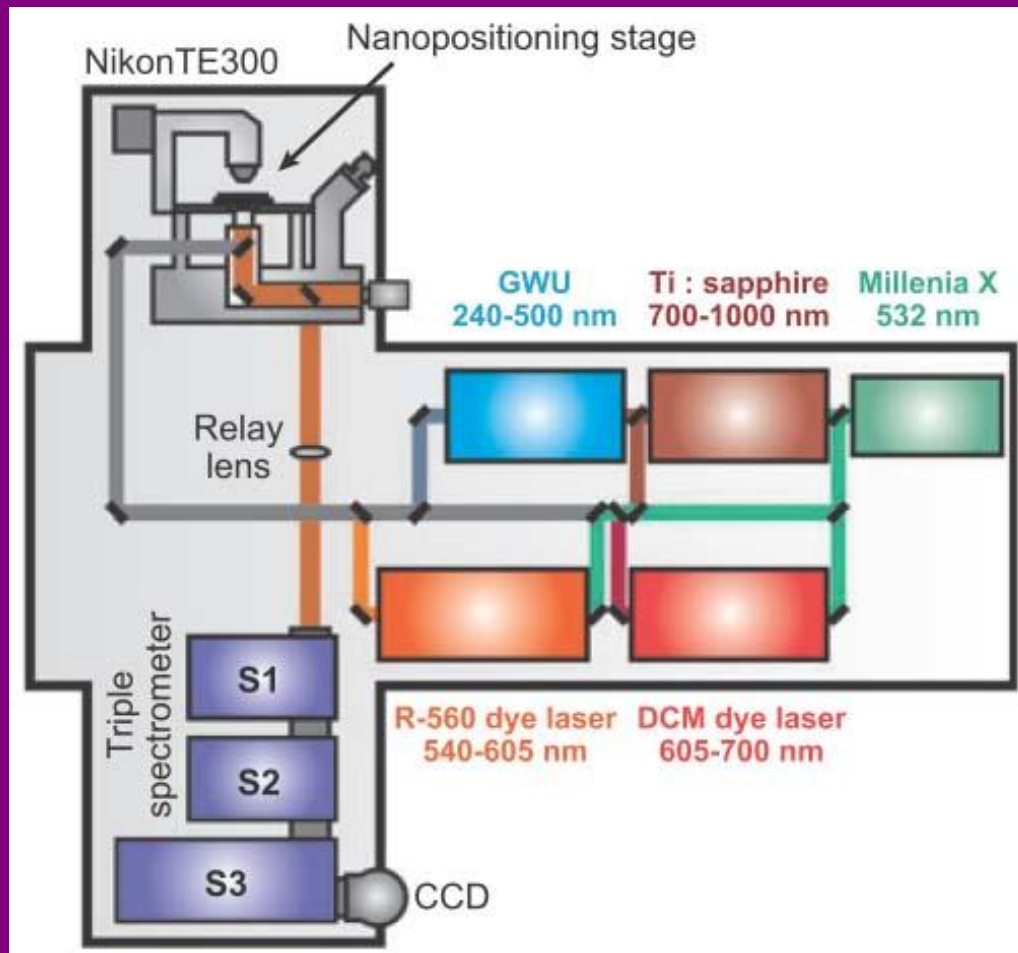 Nanopositioning stage
NikonTE300
GWU
240-500 nm
Ti : sapphire
700-1000 nm
Millenia X
532 nm
Relay
lens
Triple
spectrometer
S1
S2
S3
R-560 dye laser
540-605 nm
DCM dye laser
605-700 nm
CCD